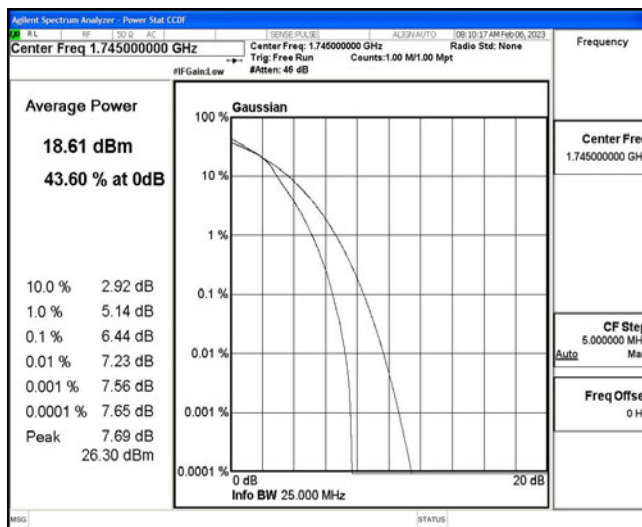 Agilent Spectrum Analyzer - Power Stat CCDF
RL RF 50 Ω AC SENSE:PULSE ALIGNAUTO 08:10:17 AM Feb 06, 2023
Center Freq 1.745000000 GHz
Center Freq: 1.745000000 GHz Radio Std: None
Trig: Free Run Counts:1.00 M/1.00 Mpt
#IFGain:Low #Atten: 46 dB
Frequency
Average Power
18.61 dBm
43.60 % at 0dB
10.0 % 2.92 dB
1.0 % 5.14 dB
0.1 % 6.44 dB
0.01 % 7.23 dB
0.001 % 7.56 dB
0.0001 % 7.65 dB
Peak 7.69 dB
26.30 dBm
Gaussian
100 %
10 %
1 %
0.1 %
0.01 %
0.001 %
0.0001 %
0 dB 20 dB
Info BW 25.000 MHz
Center Fre
1.745000000 GH
CF Step
5.000000 MH
Auto Ma
Freq Offse
0 H
MSG STATUS